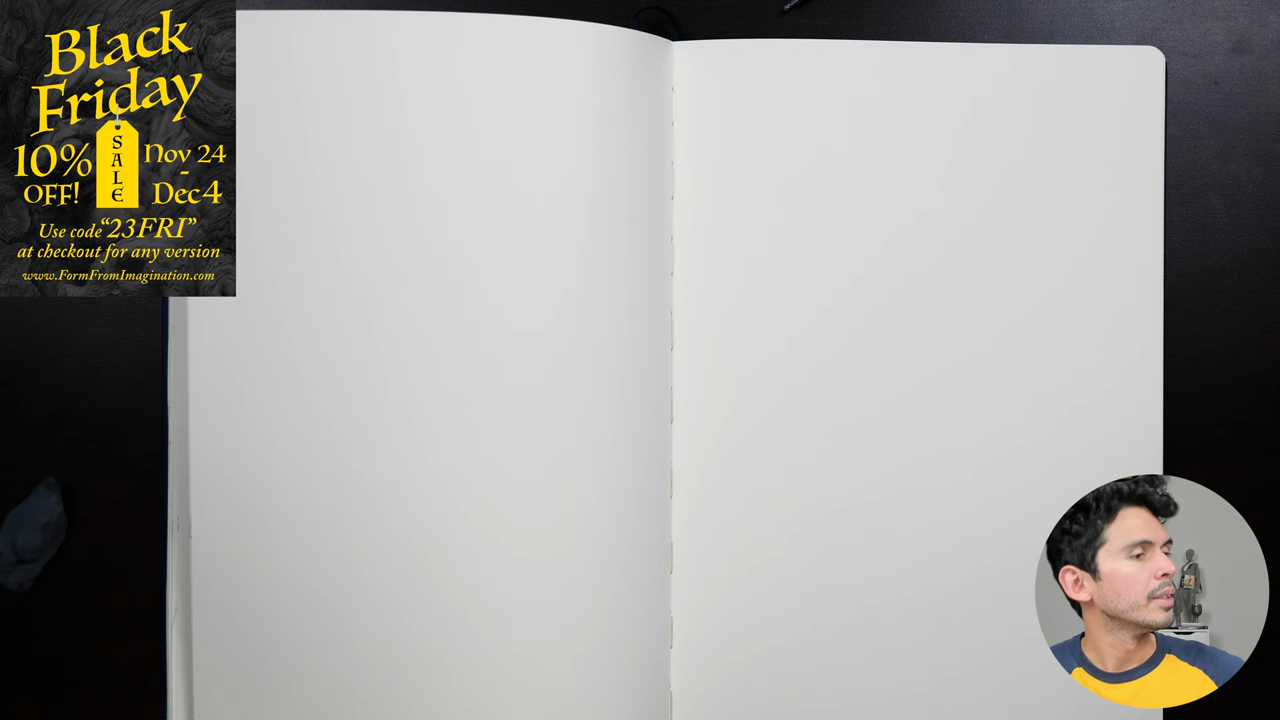 Black
Friday
10%
OFF!
SALE
Nov 24
-
Dec 4
Use code “23FRI”
at checkout for any version
www.FormFromImagination.com